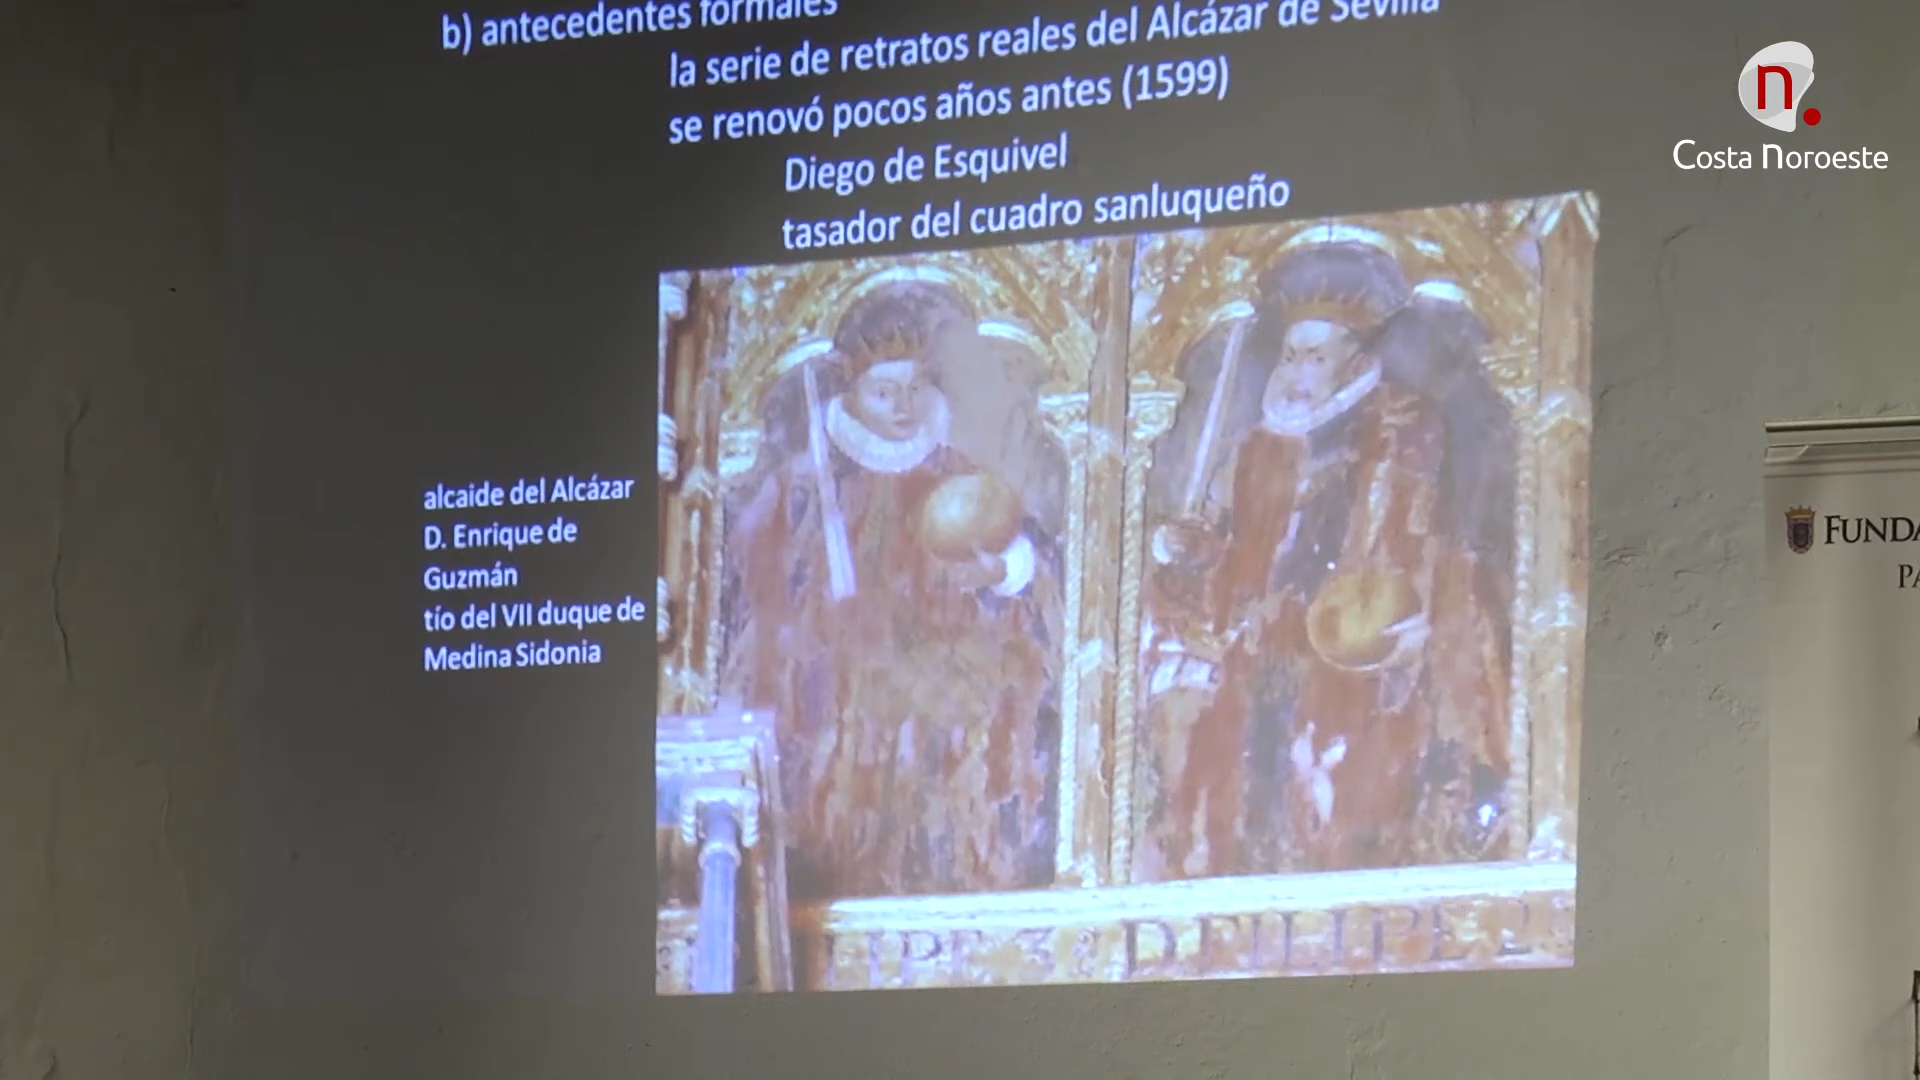 b) antecedentes formales
la serie de retratos reales del Alcázar de Sevilla
se renovó pocos años antes (1599)
Diego de Esquivel
tasador del cuadro sanluqueño
alcaide del Alcázar
D. Enrique de
Guzmán
tío del VII duque de
Medina Sidonia
D. FILIPE
n.
Costa Noroeste